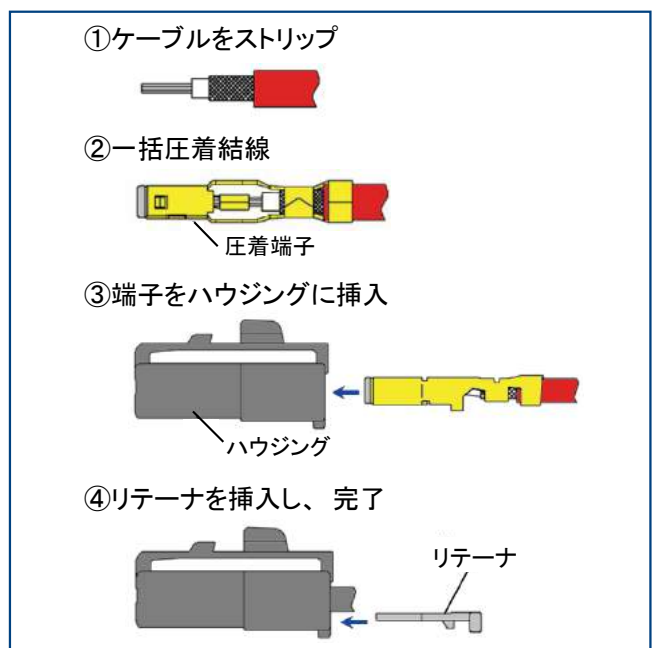 ①ケーブルをストリップ
②一括圧着結線
圧着端子
③端子をハウジングに挿入
ハウジング
④リテーナを挿入し、完了
リテーナ